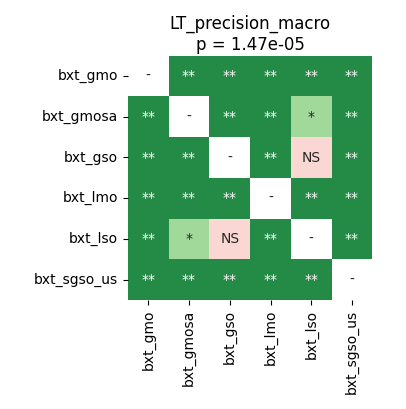 LT_precision_macro
p = 1.47e-05
bxt_gmo - ** ** ** ** **
bxt_gmosa ** - ** ** * **
bxt_gso ** ** - ** NS **
bxt_lmo ** ** ** - ** **
bxt_lso ** * NS ** - **
bxt_sgso_us ** ** ** ** ** -
bxt_gmo
bxt_gmosa
bxt_gso
bxt_lmo
bxt_lso
bxt_sgso_us